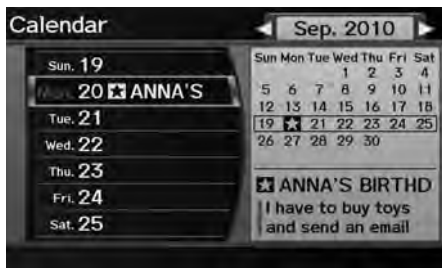 Calendar
Sep. 2010
Sun. 19
Mon. 20 ★ ANNA'S
Tue. 21
Wed. 22
Thu. 23
Fri. 24
Sat. 25
Sun Mon Tue Wed Thu Fri Sat
1 2 3 4
5 6 7 8 9 10 11
12 13 14 15 16 17 18
19 ★ 21 22 23 24 25
26 27 28 29 30
★ ANNA'S BIRTHD
I have to buy toys
and send an email